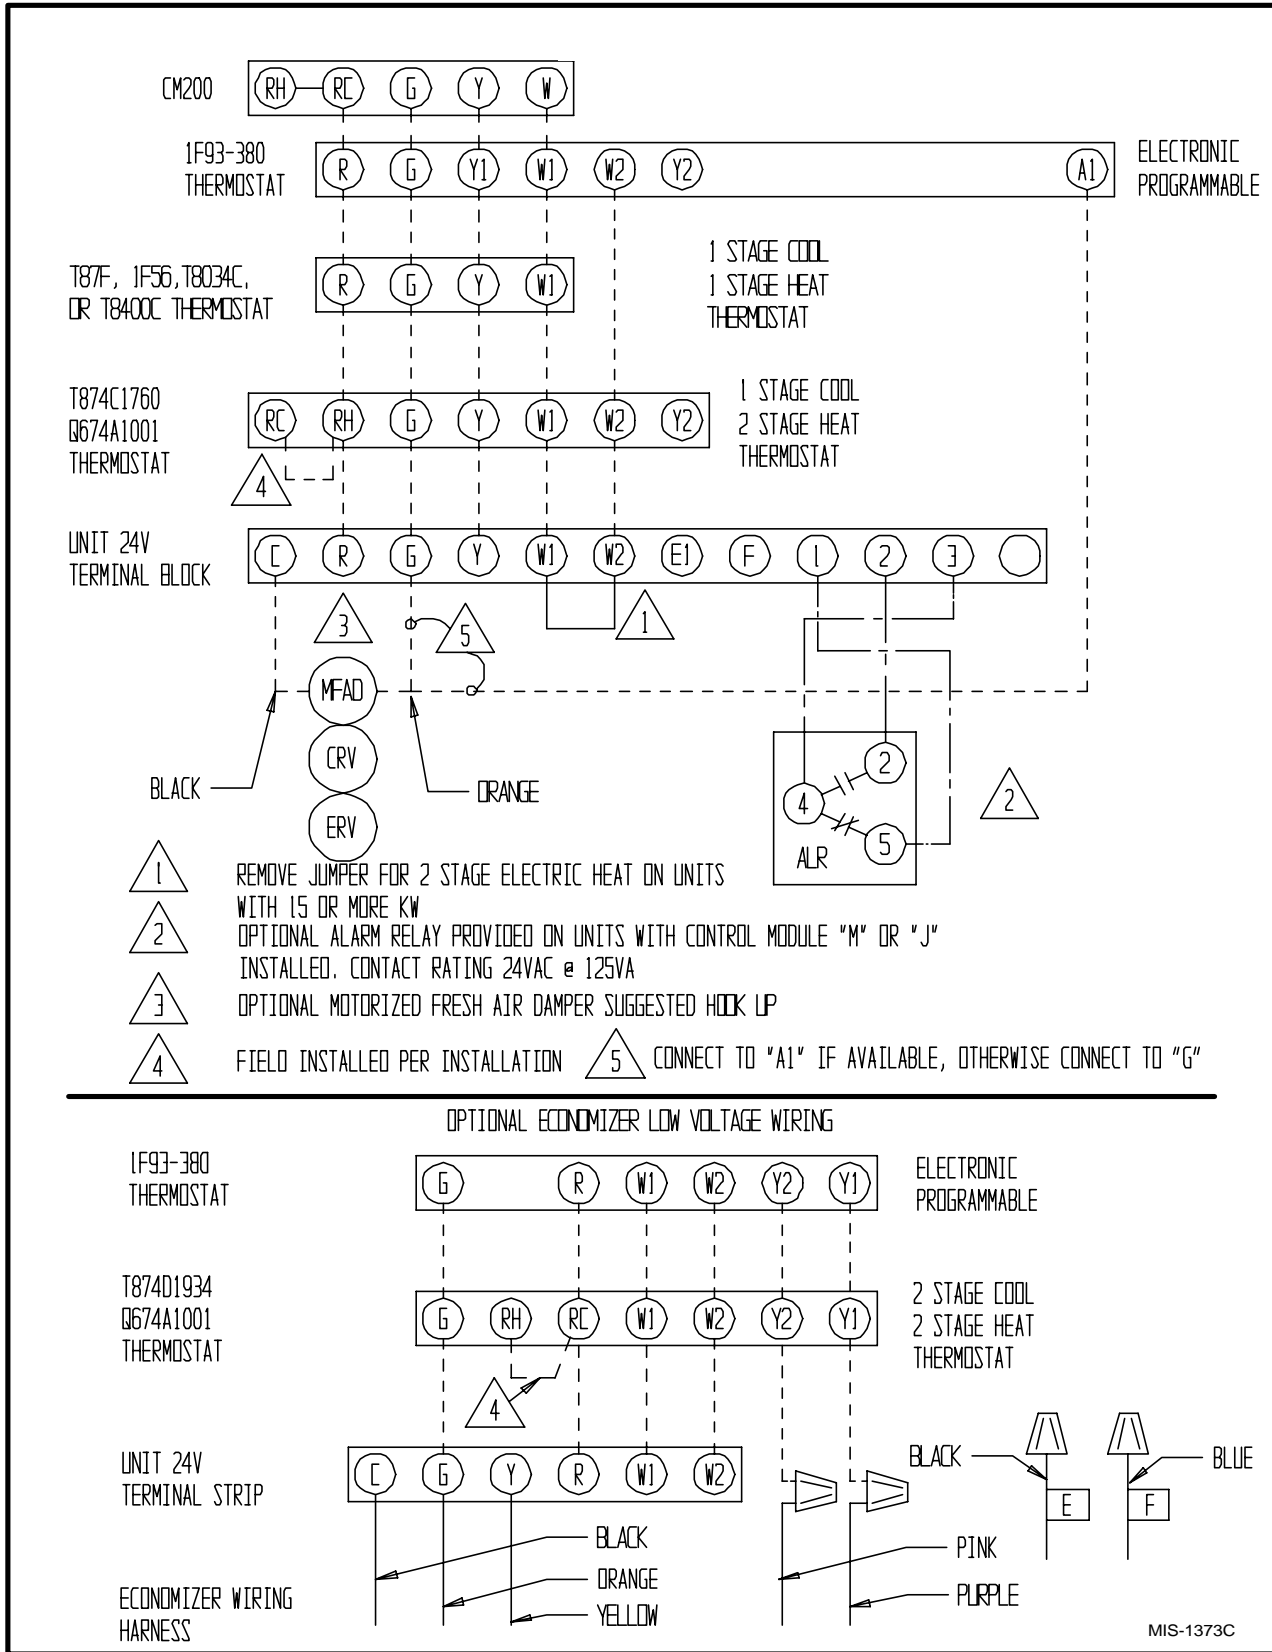 CM200
RH RC G Y W
1F93-380
THERMOSTAT
R G Y1 W1 W2 Y2 A1
ELECTRONIC
PROGRAMMABLE
T87F, 1F56,T8034C,
OR T8400C THERMOSTAT
R G Y W1
1 STAGE COOL
1 STAGE HEAT
THERMOSTAT
T874C1760
Q674A1001
THERMOSTAT
RC RH G Y W1 W2 Y2
1 STAGE COOL
2 STAGE HEAT
THERMOSTAT
4
UNIT 24V
TERMINAL BLOCK
C R G Y W1 W2 E1 F 1 2 3
3
5
1
MFAD
CRV
ERV
BLACK
ORANGE
2
4
5
ALR
2
1
REMOVE JUMPER FOR 2 STAGE ELECTRIC HEAT ON UNITS
WITH 15 OR MORE KW
2
OPTIONAL ALARM RELAY PROVIDED ON UNITS WITH CONTROL MODULE "M" OR "J"
INSTALLED. CONTACT RATING 24VAC @ 125VA
3
OPTIONAL MOTORIZED FRESH AIR DAMPER SUGGESTED HOOK UP
4
FIELD INSTALLED PER INSTALLATION
5
CONNECT TO "A1" IF AVAILABLE, OTHERWISE CONNECT TO "G"
OPTIONAL ECONOMIZER LOW VOLTAGE WIRING
1F93-380
THERMOSTAT
G R W1 W2 Y2 Y1
ELECTRONIC
PROGRAMMABLE
T874D1934
Q674A1001
THERMOSTAT
G RH RC W1 W2 Y2 Y1
2 STAGE COOL
2 STAGE HEAT
THERMOSTAT
4
UNIT 24V
TERMINAL STRIP
C G Y R W1 W2
BLACK
E
F
BLUE
BLACK
ORANGE
YELLOW
PINK
PURPLE
ECONOMIZER WIRING
HARNESS
MIS-1373C